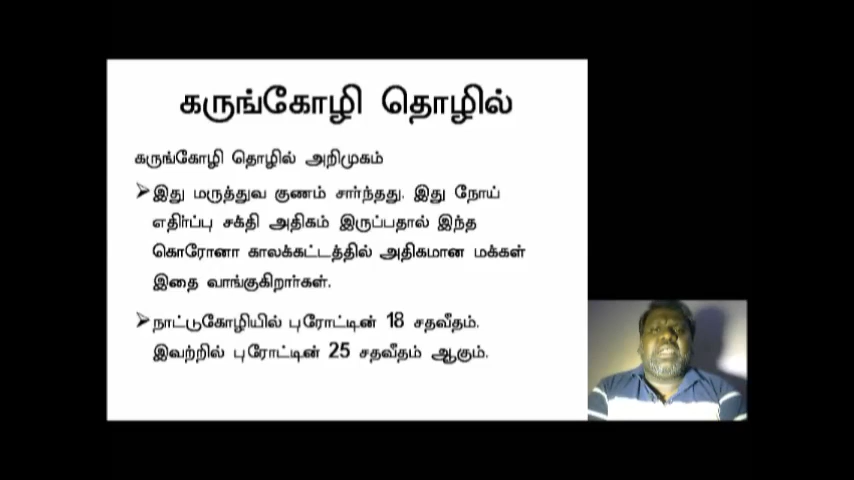 கருங்கோழி தொழில்
கருங்கோழி தொழில் அறிமுகம்
➢இது மருத்துவ குணம் சார்ந்தது. இது நோய்
எதிர்ப்பு சக்தி அதிகம் இருப்பதால் இந்த
கொரோனா காலக்கட்டத்தில் அதிகமான மக்கள்
இதை வாங்குகிறார்கள்.
➢நாட்டுகோழியில் புரோட்டின் 18 சதவீதம்.
இவற்றில் புரோட்டின் 25 சதவீதம் ஆகும்.